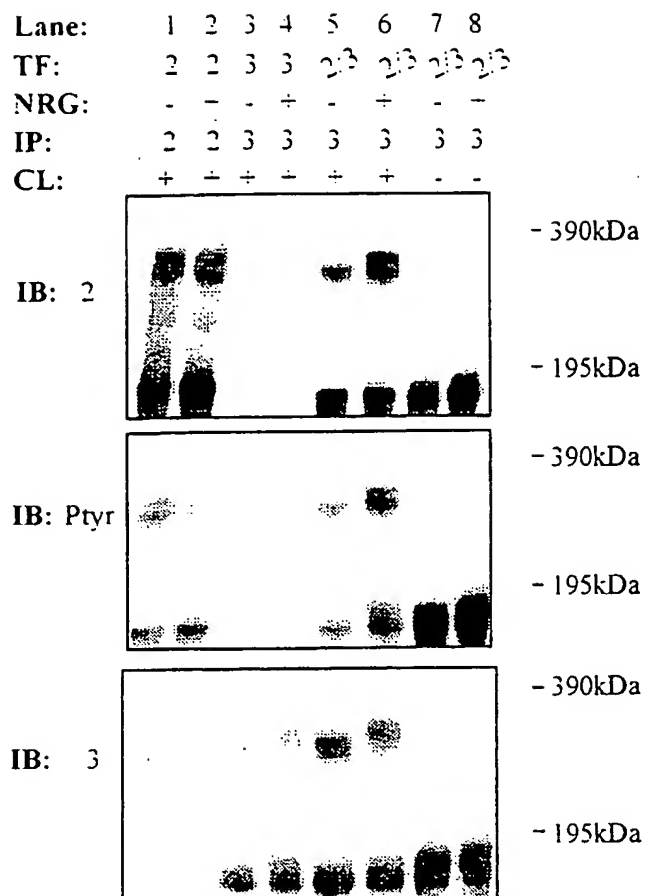 Lane: 1 2 3 4 5 6 7 8
TF: 2 2 3 3 2:3 2:3 2:3 2:3
NRG: - – - ÷ - ÷ - –
IP: 2 2 3 3 3 3 3 3
CL: + ÷ ÷ ÷ ÷ + - -
- 390kDa
IB: 2
- 195kDa
- 390kDa
IB: Ptyr
- 195kDa
- 390kDa
IB: 3
- 195kDa